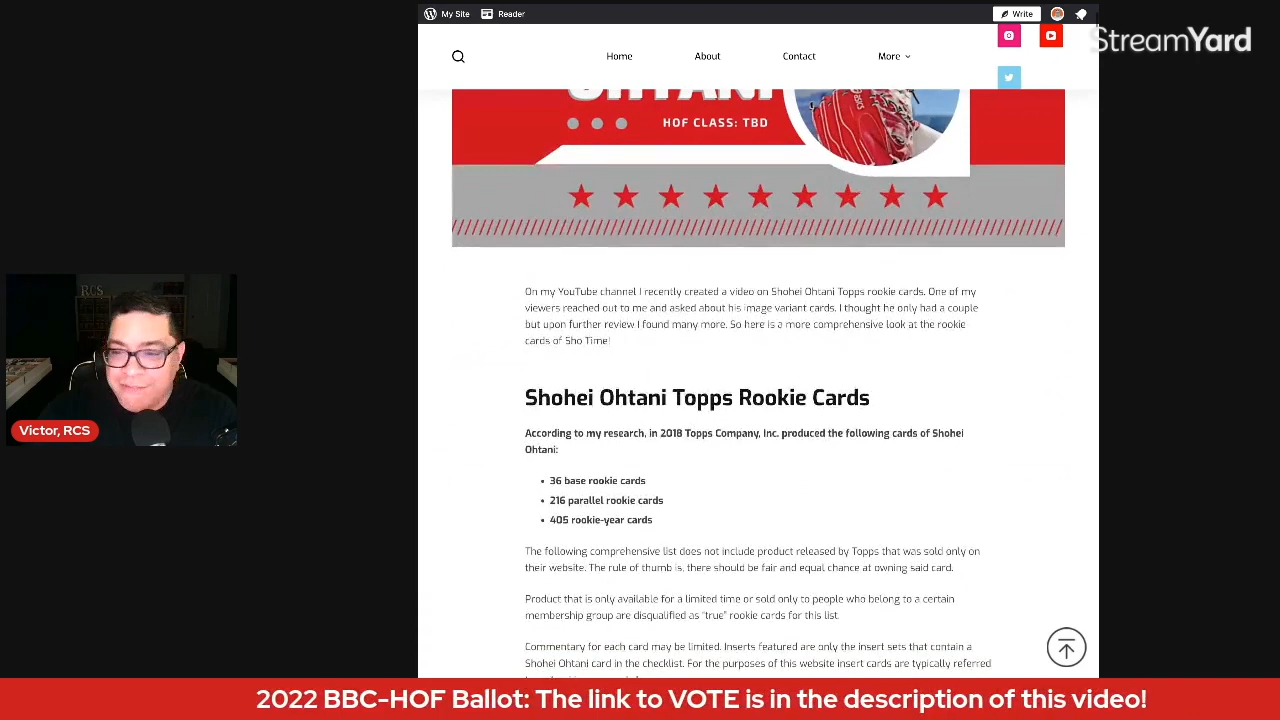 My Site
Reader
Write
StreamYard
Home
About
Contact
More
OHTANI
HOF CLASS: TBD
On my YouTube channel I recently created a video on Shohei Ohtani Topps rookie cards. One of my
viewers reached out to me and asked about his image variant cards. I thought he only had a couple
but upon further review I found many more. So here is a more comprehensive look at the rookie
cards of Sho Time!
Shohei Ohtani Topps Rookie Cards
According to my research, in 2018 Topps Company, Inc. produced the following cards of Shohei
Ohtani:
• 36 base rookie cards
• 216 parallel rookie cards
• 405 rookie-year cards
The following comprehensive list does not include product released by Topps that was sold only on
their website. The rule of thumb is, there should be fair and equal chance at owning said card.
Product that is only available for a limited time or sold only to people who belong to a certain
membership group are disqualified as “true” rookie cards for this list.
Commentary for each card may be limited. Inserts featured are only the insert sets that contain a
Shohei Ohtani card in the checklist. For the purposes of this website insert cards are typically referred
RCS
Victor, RCS
2022 BBC-HOF Ballot: The link to VOTE is in the description of this video!